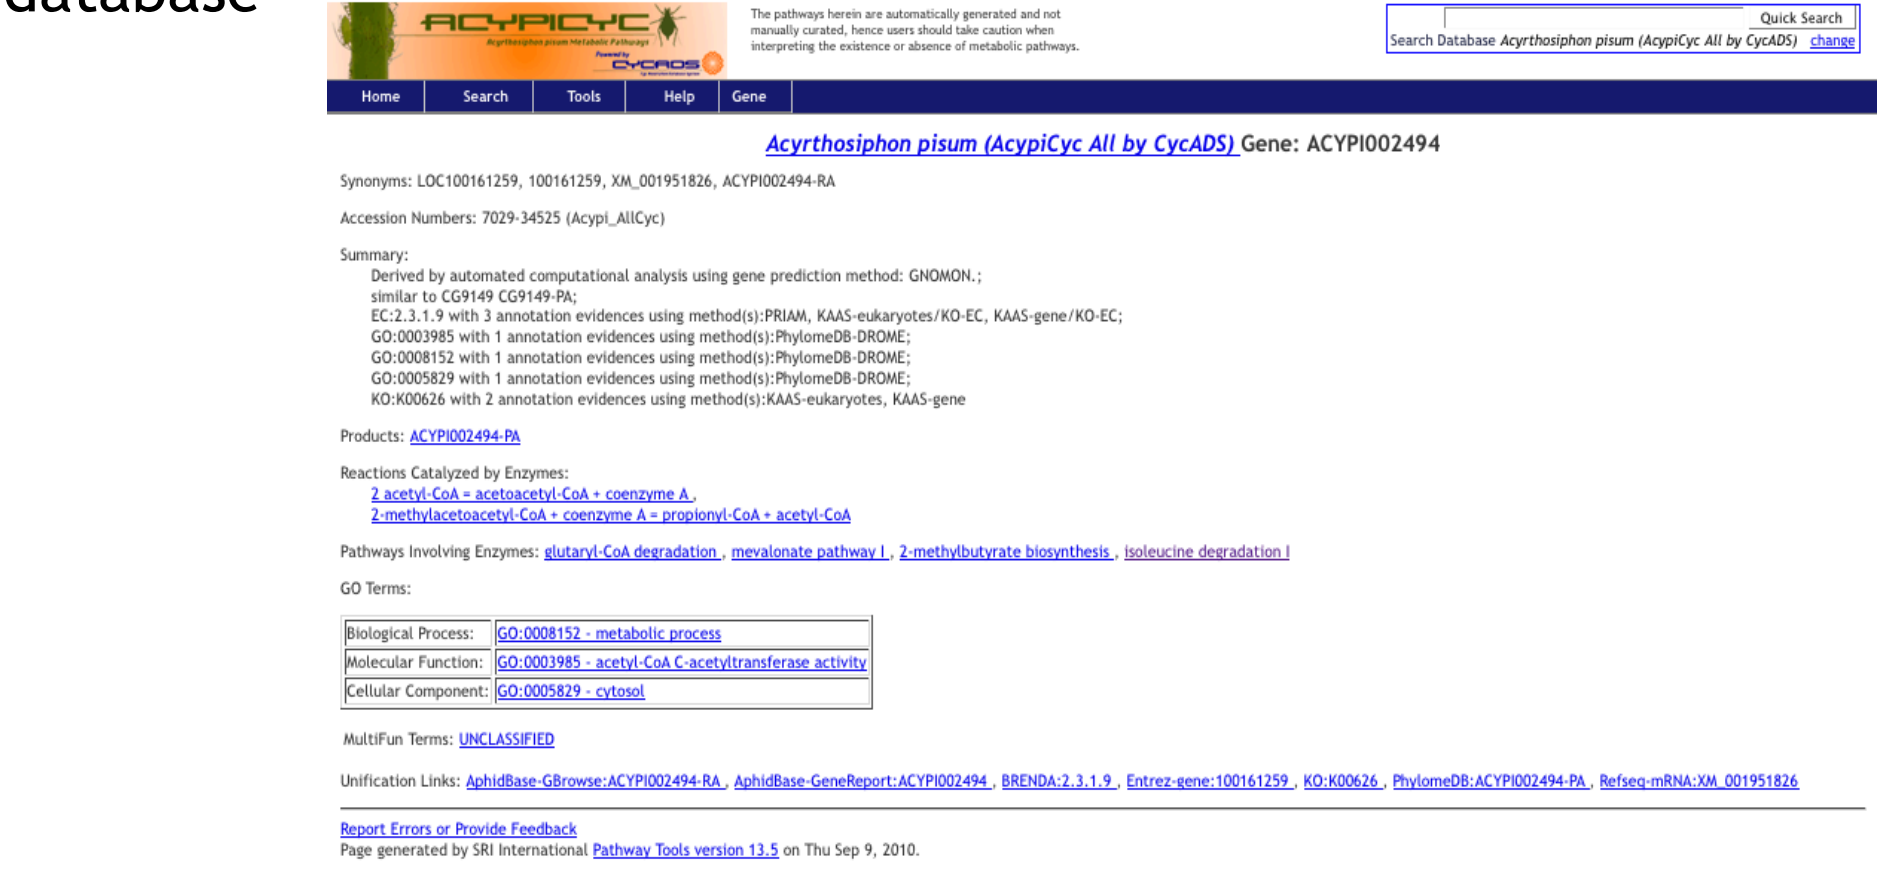 database
ACYPICYC
Acyrthosiphon pisum Metabolic Pathways
Powered by
CYCADS
The pathways herein are automatically generated and not
manually curated, hence users should take caution when
interpreting the existence or absence of metabolic pathways.
Quick Search
Search Database Acyrthosiphon pisum (AcypiCyc All by CycADS) change
Home Search Tools Help Gene
Acyrthosiphon pisum (AcypiCyc All by CycADS) Gene: ACYPI002494
Synonyms: LOC100161259, 100161259, XM_001951826, ACYPI002494-RA
Accession Numbers: 7029-34525 (Acypi_AllCyc)
Summary:
Derived by automated computational analysis using gene prediction method: GNOMON.;
similar to CG9149 CG9149-PA;
EC:2.3.1.9 with 3 annotation evidences using method(s):PRIAM, KAAS-eukaryotes/KO-EC, KAAS-gene/KO-EC;
GO:0003985 with 1 annotation evidences using method(s):PhylomeDB-DROME;
GO:0008152 with 1 annotation evidences using method(s):PhylomeDB-DROME;
GO:0005829 with 1 annotation evidences using method(s):PhylomeDB-DROME;
KO:K00626 with 2 annotation evidences using method(s):KAAS-eukaryotes, KAAS-gene
Products: ACYPI002494-PA
Reactions Catalyzed by Enzymes:
2 acetyl-CoA = acetoacetyl-CoA + coenzyme A ,
2-methylacetoacetyl-CoA + coenzyme A = propionyl-CoA + acetyl-CoA
Pathways Involving Enzymes: glutaryl-CoA degradation , mevalonate pathway I , 2-methylbutyrate biosynthesis , isoleucine degradation I
GO Terms:
Biological Process: GO:0008152 - metabolic process
Molecular Function: GO:0003985 - acetyl-CoA C-acetyltransferase activity
Cellular Component: GO:0005829 - cytosol
MultiFun Terms: UNCLASSIFIED
Unification Links: AphidBase-GBrowse:ACYPI002494-RA , AphidBase-GeneReport:ACYPI002494 , BRENDA:2.3.1.9 , Entrez-gene:100161259 , KO:K00626 , PhylomeDB:ACYPI002494-PA , Refseq-mRNA:XM_001951826
Report Errors or Provide Feedback
Page generated by SRI International Pathway Tools version 13.5 on Thu Sep 9, 2010.